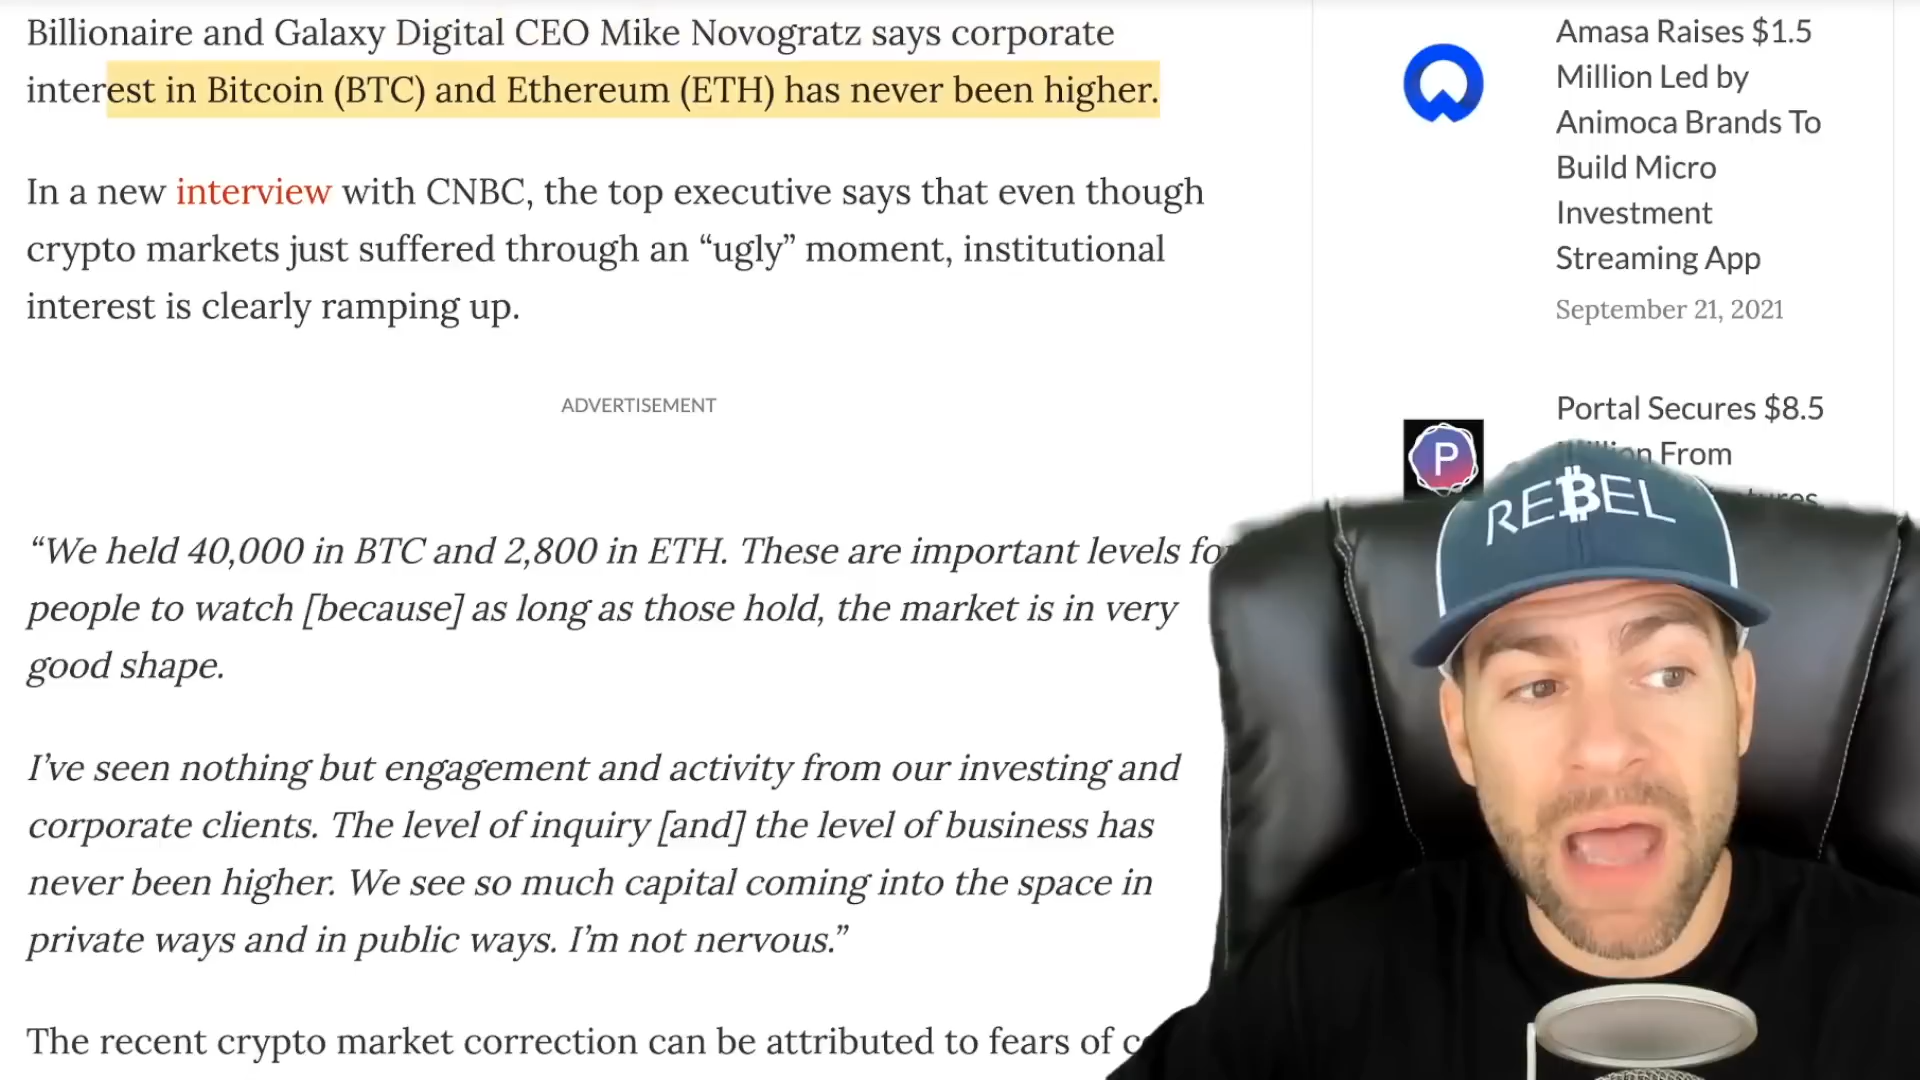 Billionaire and Galaxy Digital CEO Mike Novogratz says corporate
interest in Bitcoin (BTC) and Ethereum (ETH) has never been higher.
In a new interview with CNBC, the top executive says that even though
crypto markets just suffered through an “ugly” moment, institutional
interest is clearly ramping up.
ADVERTISEMENT
“We held 40,000 in BTC and 2,800 in ETH. These are important levels
people to watch [because] as long as those hold, the market is in very
good shape.
I’ve seen nothing but engagement and activity from our investing and
corporate clients. The level of inquiry [and] the level of business has
never been higher. We see so much capital coming into the space in
private ways and in public ways. I’m not nervous.”
The recent crypto market correction can be attributed to fears of
Amasa Raises $1.5
Million Led by
Animoca Brands To
Build Micro
Investment
Streaming App
September 21, 2021
P
Portal Secures $8.5
From
RE₿EL